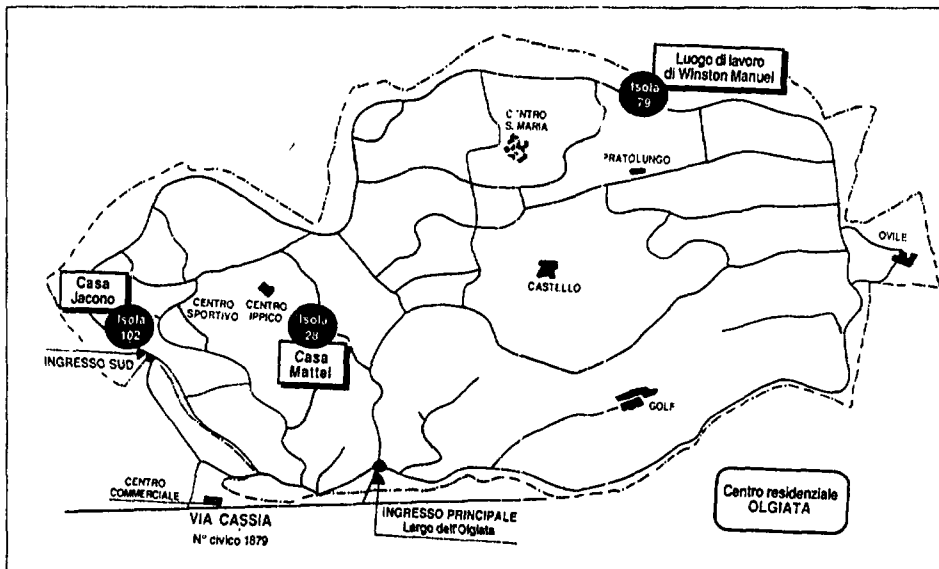 Luogo di lavoro
di Winston Manuel
Isola
79
CENTRO
S. MARIA
PRATOLUNGO
OVILE
Casa
Jacono
CENTRO
SPORTIVO
CENTRO
IPPICO
CASTELLO
Isola
102
Isola
28
INGRESSO SUD
Casa
Mattei
GOLF
CENTRO
COMMERCIALE
VIA CASSIA
N° civico 1879
INGRESSO PRINCIPALE
Largo dell'Olgiata
Centro residenziale
OLGIATA